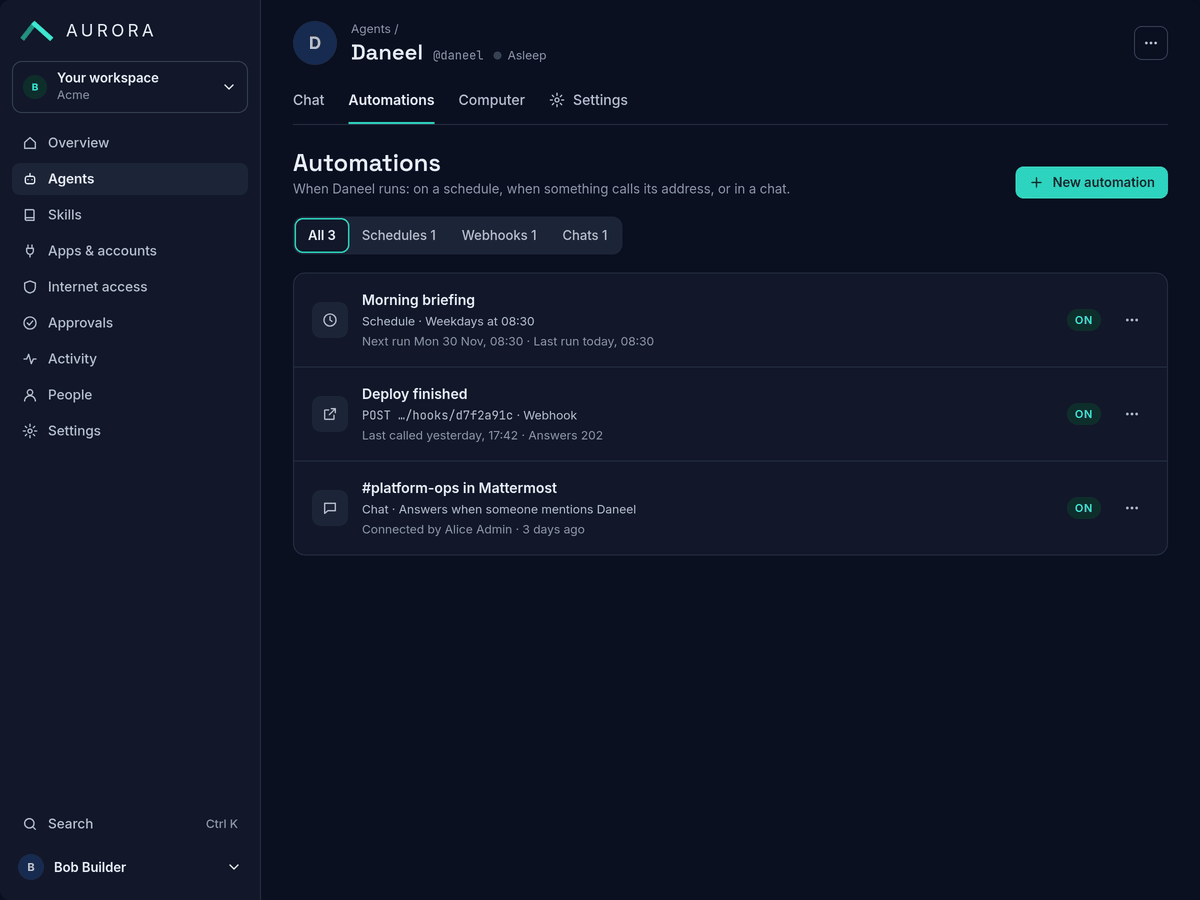 AURORA
B
Your workspace
Acme
Overview
Agents
Skills
Apps & accounts
Internet access
Approvals
Activity
People
Settings
Search
Ctrl K
B
Bob Builder
D
Agents /
Daneel @daneel Asleep
Chat Automations Computer Settings
Automations
When Daneel runs: on a schedule, when something calls its address, or in a chat.
New automation
All 3 Schedules 1 Webhooks 1 Chats 1
Morning briefing
Schedule · Weekdays at 08:30
Next run Mon 30 Nov, 08:30 · Last run today, 08:30
ON
Deploy finished
POST …/hooks/d7f2a91c · Webhook
Last called yesterday, 17:42 · Answers 202
ON
#platform-ops in Mattermost
Chat · Answers when someone mentions Daneel
Connected by Alice Admin · 3 days ago
ON